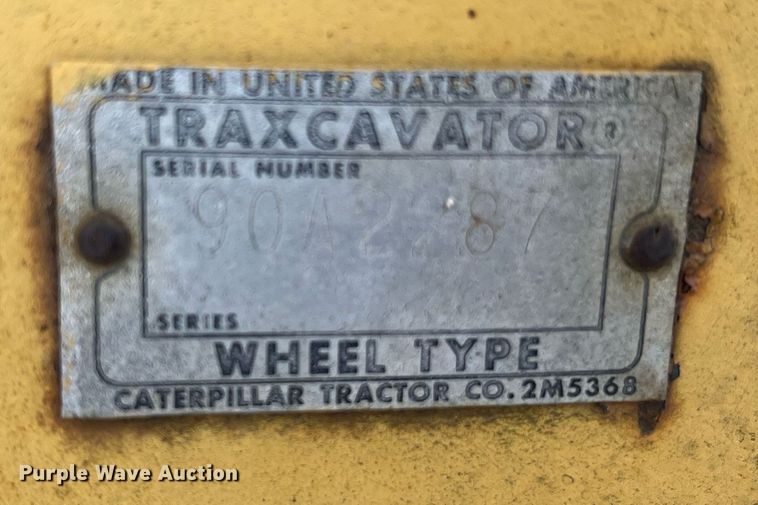 MADE IN UNITED STATES OF AMERICA
TRAXCAVATOR ®
SERIAL NUMBER
SERIES
WHEEL TYPE
CATERPILLAR TRACTOR CO. 2M5368
Purple Wave Auction